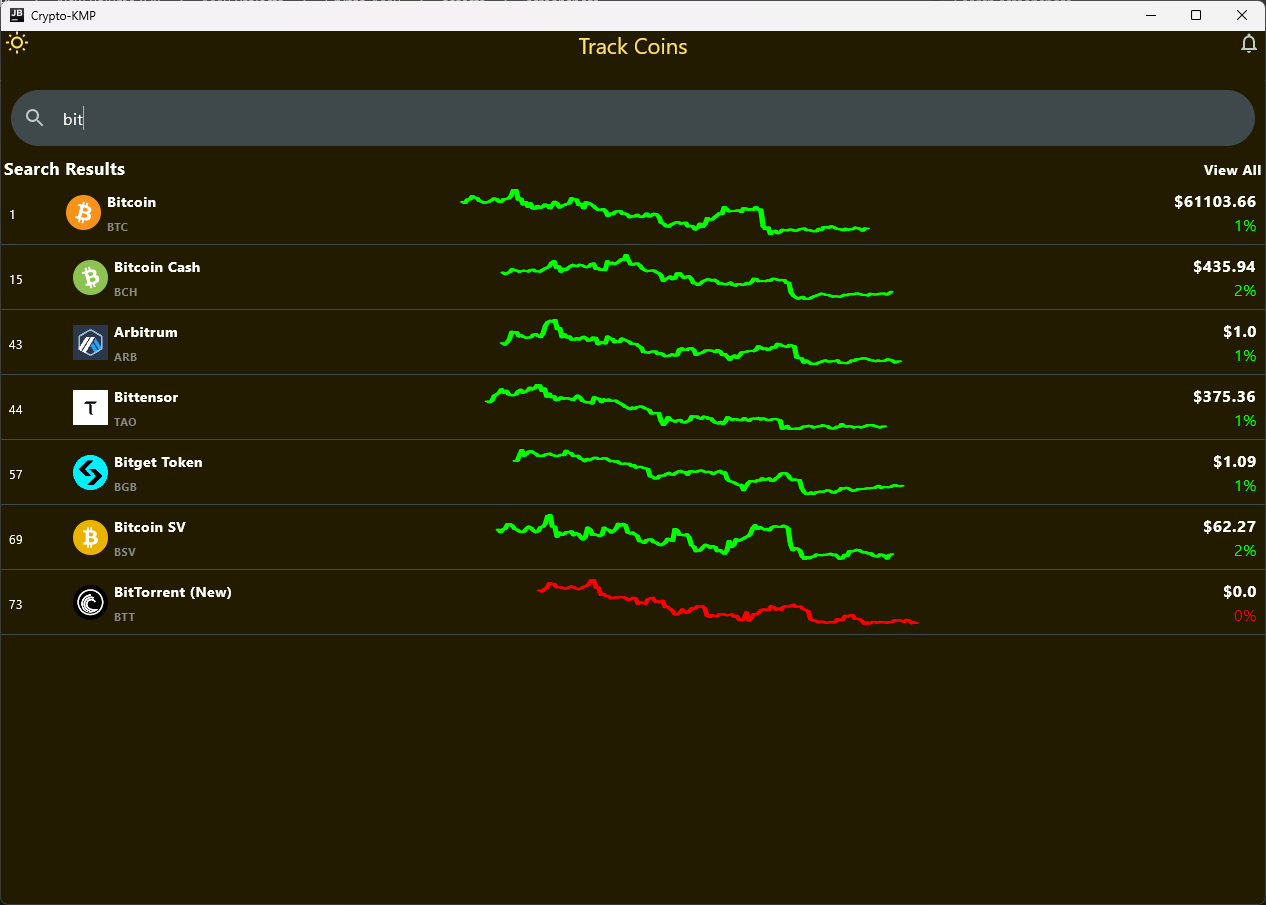 Crypto-KMP
Track Coins
bit
Search Results View All
1 Bitcoin BTC $61103.66 1%
15 Bitcoin Cash BCH $435.94 2%
43 Arbitrum ARB $1.0 1%
44 Bittensor TAO $375.36 1%
57 Bitget Token BGB $1.09 1%
69 Bitcoin SV BSV $62.27 2%
73 BitTorrent (New) BTT $0.0 0%